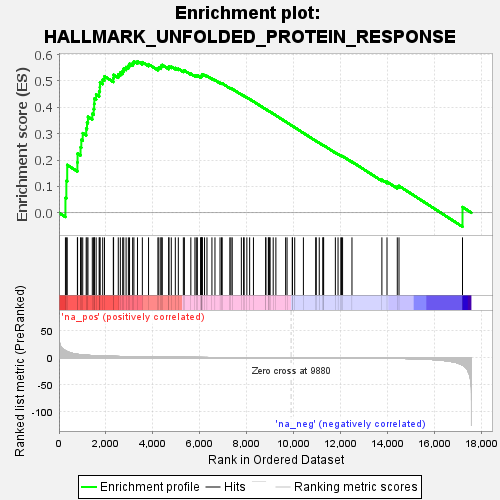 Enrichment plot:
HALLMARK_UNFOLDED_PROTEIN_RESPONSE
Enrichment score (ES)
0.6
0.5
0.4
0.3
0.2
0.1
0.0
'na_pos' (positively correlated)
Ranked list metric (PreRanked)
50
0
-50
-100
Zero cross at 9880
'na_neg' (negatively correlated)
0 2,000 4,000 6,000 8,000 10,000 12,000 14,000 16,000 18,000
Rank in Ordered Dataset
Enrichment profile Hits Ranking metric scores